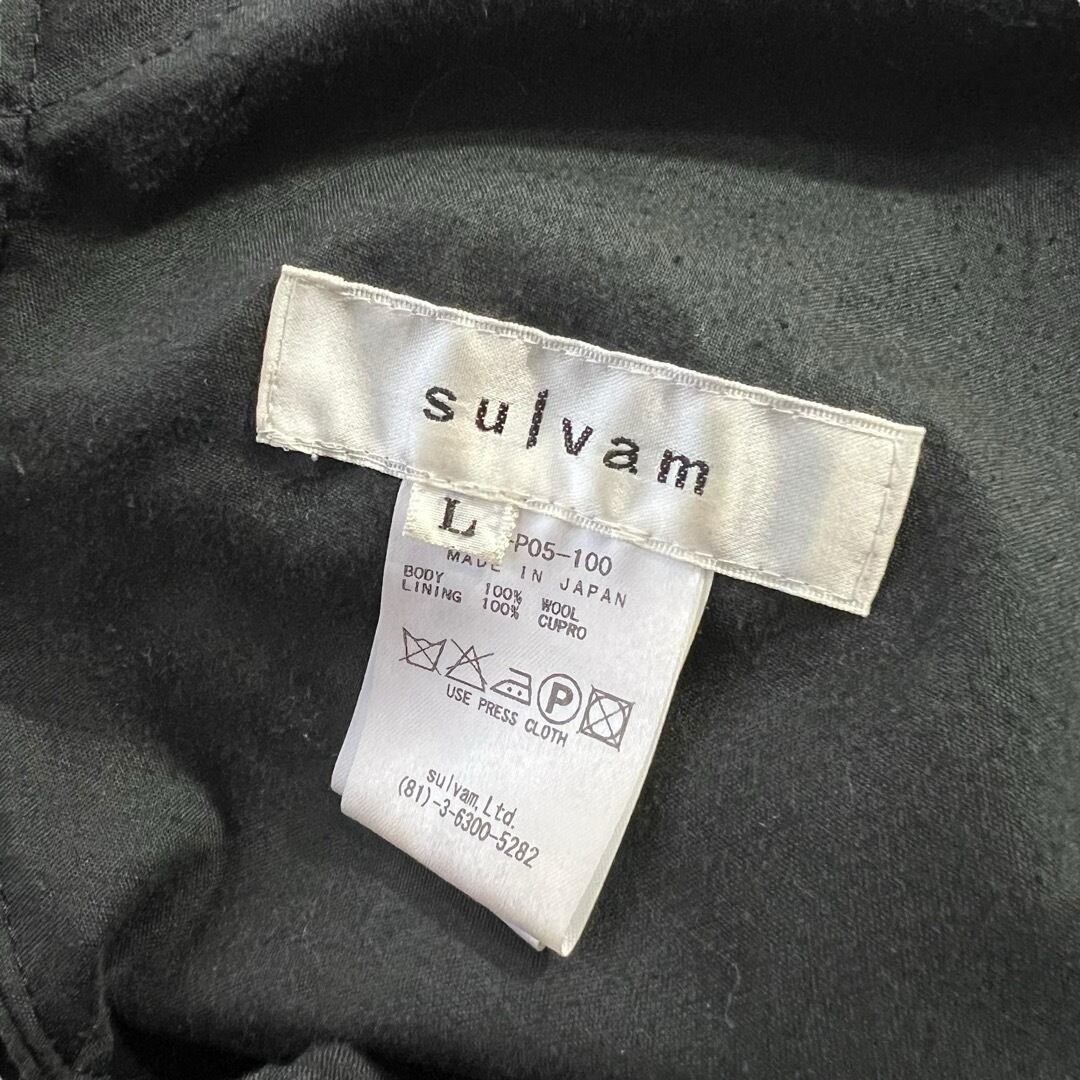 sulvam
L
-P05-100
MADE IN JAPAN
BODY 100% WOOL
LINING 100% CUPRO
P
USE PRESS CLOTH
sulvam, Ltd.
(81)-3-6300-5282